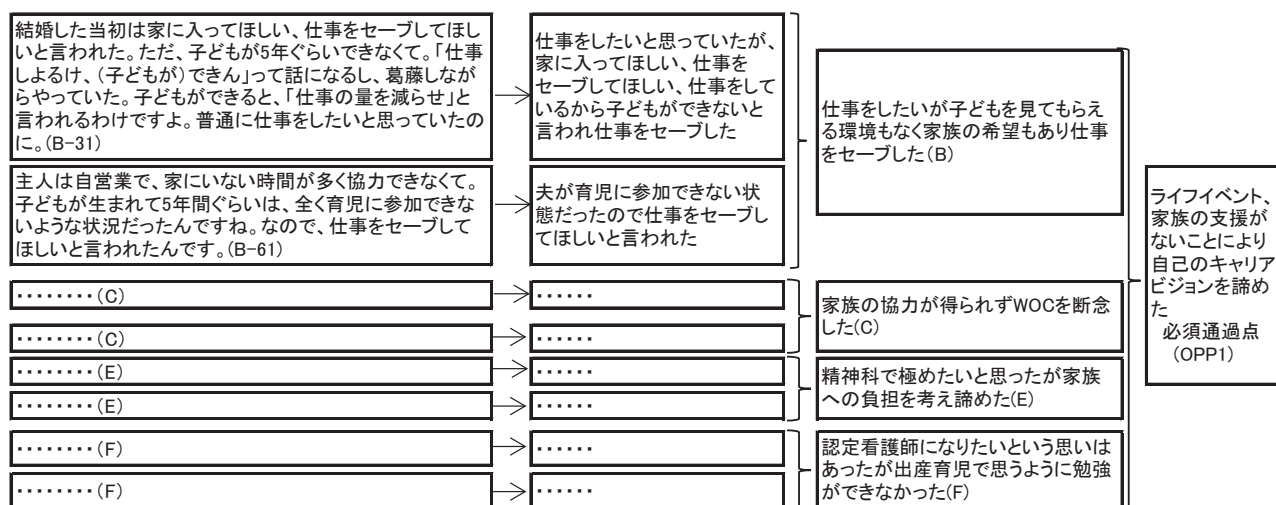 結婚した当初は家に入ってほしい、仕事をセーブしてほし
いと言われた。ただ、子どもが5年ぐらいできなくて。「仕事
しよるけ、(子どもが)できん」って話になるし、葛藤しなが
らやっていた。子どもができると、「仕事の量を減らせ」と
言われるわけですよ。普通に仕事をしたいと思っていたの
に。(B-31)
仕事をしたいと思っていたが、
家に入ってほしい、仕事を
セーブしてほしい、仕事をして
いるから子どもができないと
言われ仕事をセーブした
主人は自営業で、家にいない時間が多く協力できなくて。
子どもが生まれて5年間ぐらいは、全く育児に参加できな
いような状況だったんですね。なので、仕事をセーブして
ほしいと言われたんです。(B-61)
夫が育児に参加できない状
態だったので仕事をセーブし
てほしいと言われた
仕事をしたいが子どもを見てもらえ
る環境もなく家族の希望もあり仕事
をセーブした(B)
・・・・・・・・(C)
・・・・・・
・・・・・・・・(C)
・・・・・・
家族の協力が得られずWOCを断念
した(C)
・・・・・・・・(E)
・・・・・・
・・・・・・・・(E)
・・・・・・
精神科で極めたいと思ったが家族
への負担を考え諦めた(E)
・・・・・・・・(F)
・・・・・・
・・・・・・・・(F)
・・・・・・
認定看護師になりたいという思いは
あったが出産育児で思うように勉強
ができなかった(F)
ライフイベント、
家族の支援が
ないことにより
自己のキャリア
ビジョンを諦め
た
必須通過点
(OPP1)